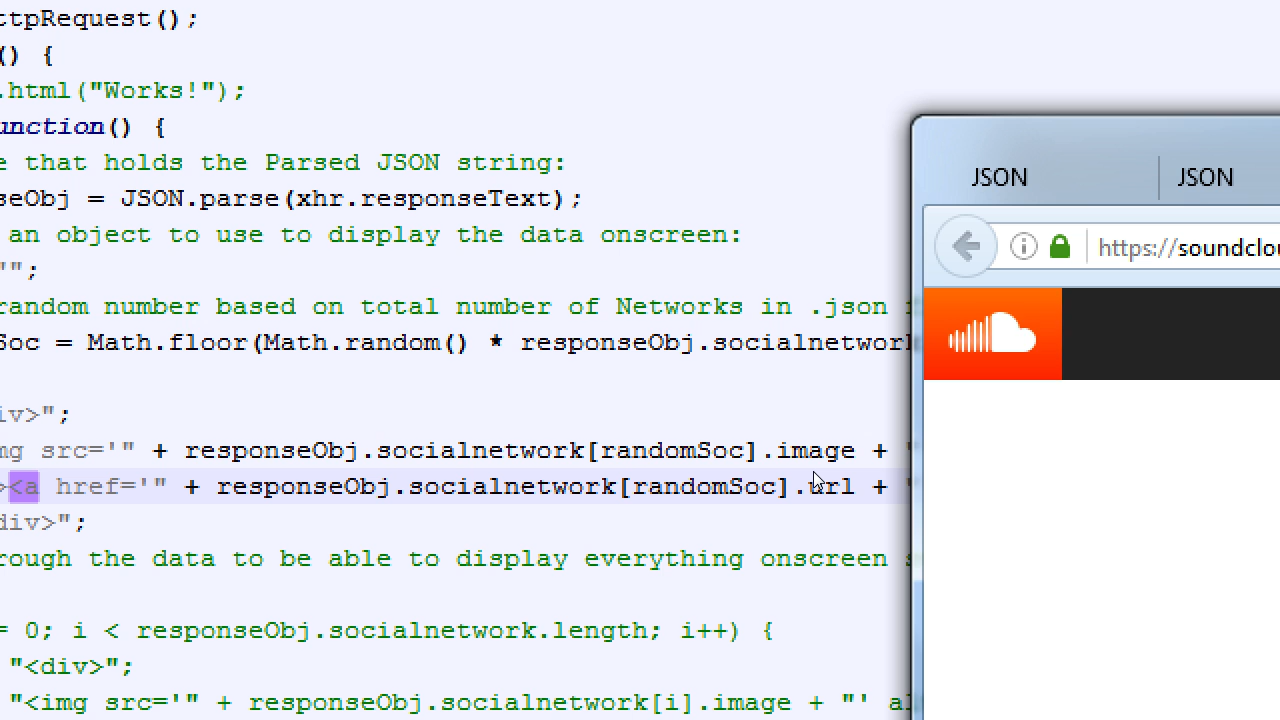 ttpRequest();
() {
.html("Works!");
unction() {
e that holds the Parsed JSON string:
seObj = JSON.parse(xhr.responseText);
an object to use to display the data onscreen:
"";
random number based on total number of Networks in .json
Soc = Math.floor(Math.random() * responseObj.socialnetwork
iv>";
mg src='" + responseObj.socialnetwork[randomSoc].image + "
><a href='" + responseObj.socialnetwork[randomSoc].url + "
div>";
rough the data to be able to display everything onscreen
= 0; i < responseObj.socialnetwork.length; i++) {
"<div>";
"<img src='" + responseObj.socialnetwork[i].image + "' al
JSON
JSON
https://soundclou